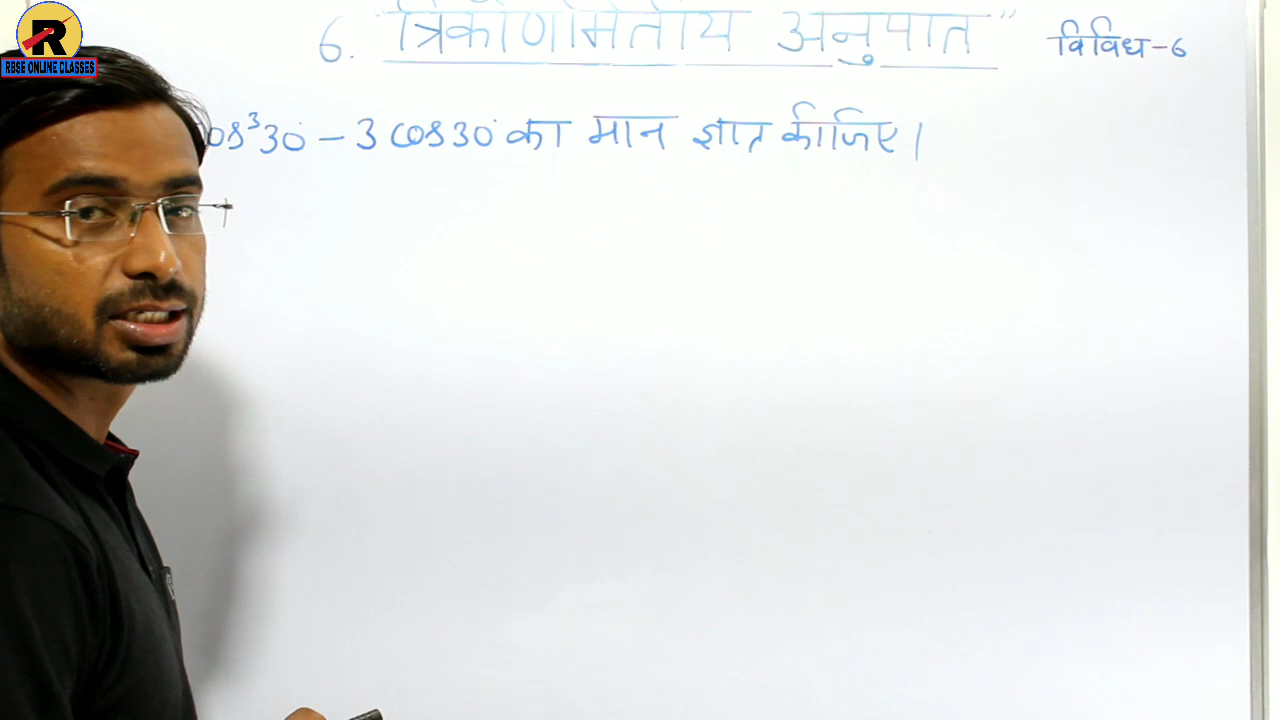 R
RBSE ONLINE CLASSES
6. "त्रिकोणमितीय अनुपात" विविध-6
cos³30° - 3 cos30° का मान ज्ञात कीजिए।